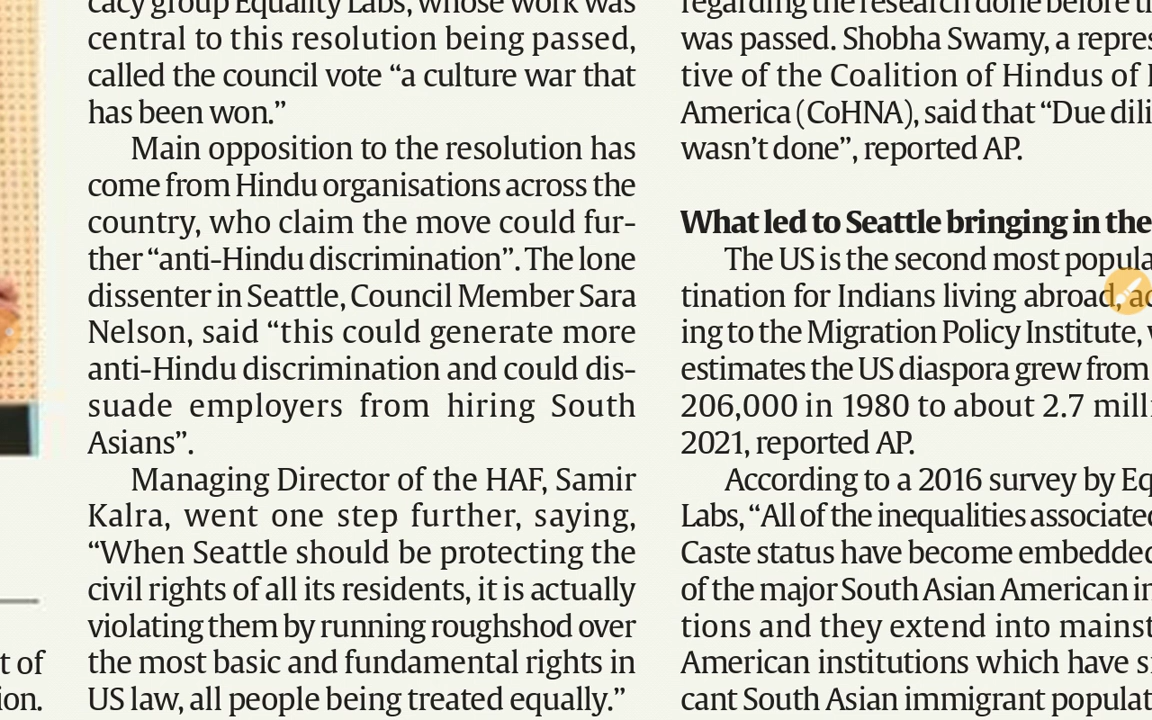 t of
ion.
cacy group Equality Labs, whose work was
central to this resolution being passed,
called the council vote “a culture war that
has been won.”
Main opposition to the resolution has
come from Hindu organisations across the
country, who claim the move could fur-
ther “anti-Hindu discrimination”. The lone
dissenter in Seattle, Council Member Sara
Nelson, said “this could generate more
anti-Hindu discrimination and could dis-
suade employers from hiring South
Asians”.
Managing Director of the HAF, Samir
Kalra, went one step further, saying,
“When Seattle should be protecting the
civil rights of all its residents, it is actually
violating them by running roughshod over
the most basic and fundamental rights in
US law, all people being treated equally.”
regarding the research done before t
was passed. Shobha Swamy, a repres
tive of the Coalition of Hindus of
America (CoHNA), said that “Due dili
wasn’t done”, reported AP.
What led to Seattle bringing in the
The US is the second most popula
tination for Indians living abroad, ac
ing to the Migration Policy Institute,
estimates the US diaspora grew from
206,000 in 1980 to about 2.7 milli
2021, reported AP.
According to a 2016 survey by Eq
Labs, “All of the inequalities associated
Caste status have become embedded
of the major South Asian American in
tions and they extend into mainst
American institutions which have si
cant South Asian immigrant populat